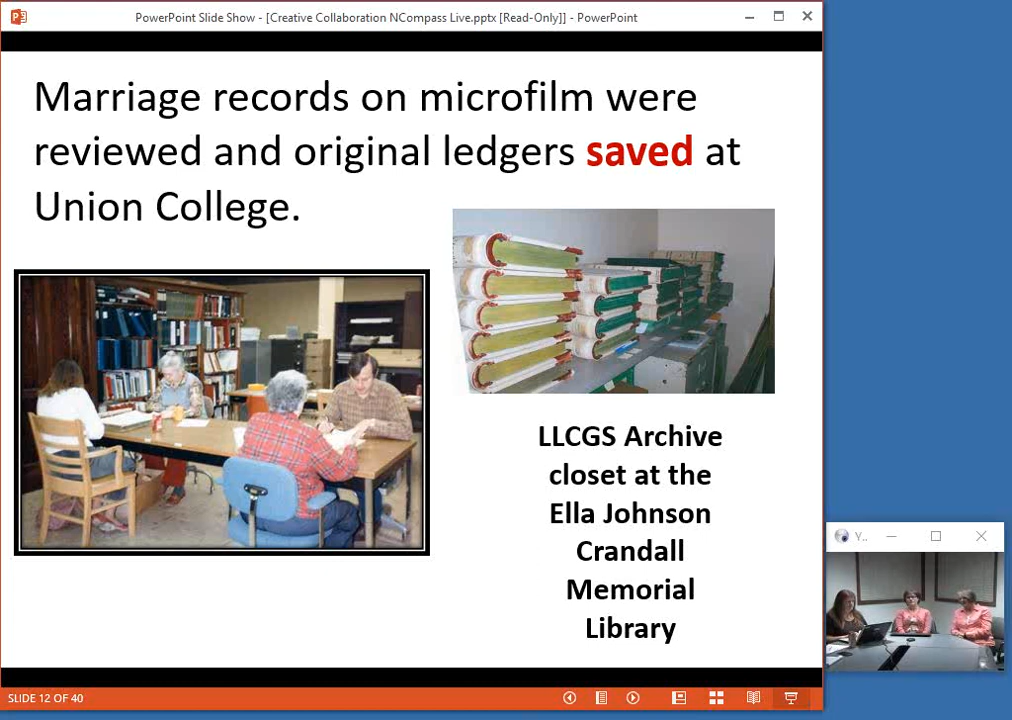 PowerPoint Slide Show - [Creative Collaboration NCompass Live.pptx [Read-Only]] - PowerPoint
Marriage records on microfilm were
reviewed and original ledgers saved at
Union College.
LLCGS Archive
closet at the
Ella Johnson
Crandall
Memorial
Library
Y..
SLIDE 12 OF 40